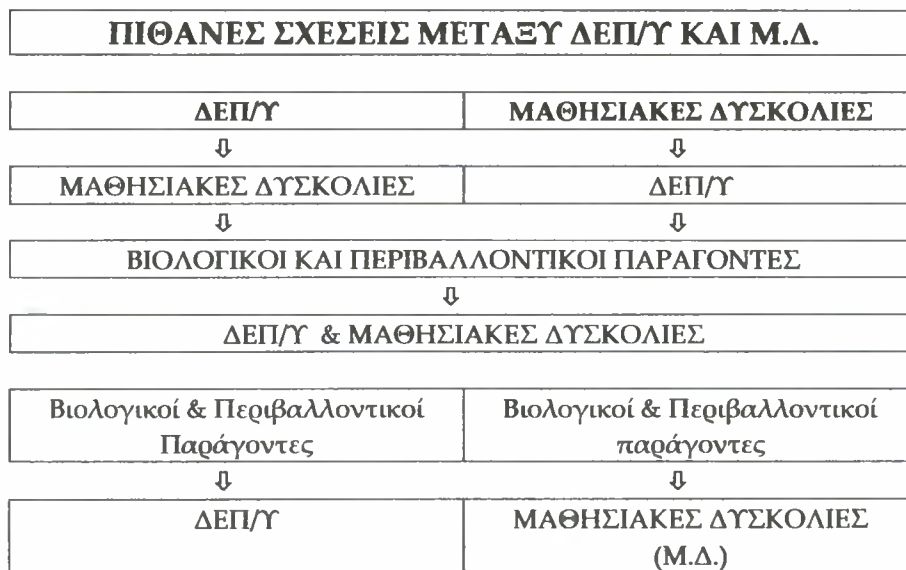 ΠΙΘΑΝΕΣ ΣΧΕΣΕΙΣ ΜΕΤΑΞΥ ΔΕΠ/Υ ΚΑΙ Μ.Δ.
ΔΕΠ/Υ ΜΑΘΗΣΙΑΚΕΣ ΔΥΣΚΟΛΙΕΣ
⇩ ⇩
ΜΑΘΗΣΙΑΚΕΣ ΔΥΣΚΟΛΙΕΣ ΔΕΠ/Υ
⇩ ⇩
ΒΙΟΛΟΓΙΚΟΙ ΚΑΙ ΠΕΡΙΒΑΛΛΟΝΤΙΚΟΙ ΠΑΡΑΓΟΝΤΕΣ
⇩
ΔΕΠ/Υ & ΜΑΘΗΣΙΑΚΕΣ ΔΥΣΚΟΛΙΕΣ
Βιολογικοί & Περιβαλλοντικοί Βιολογικοί & Περιβαλλοντικοί
Παράγοντες παράγοντες
⇩ ⇩
ΔΕΠ/Υ ΜΑΘΗΣΙΑΚΕΣ ΔΥΣΚΟΛΙΕΣ
(Μ.Δ.)